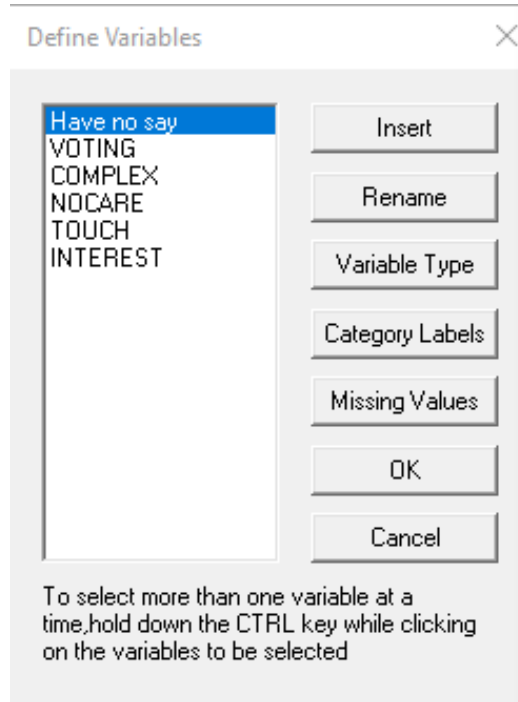 Define Variables
Have no say
VOTING
COMPLEX
NOCARE
TOUCH
INTEREST
Insert
Rename
Variable Type
Category Labels
Missing Values
OK
Cancel
To select more than one variable at a
time,hold down the CTRL key while clicking
on the variables to be selected